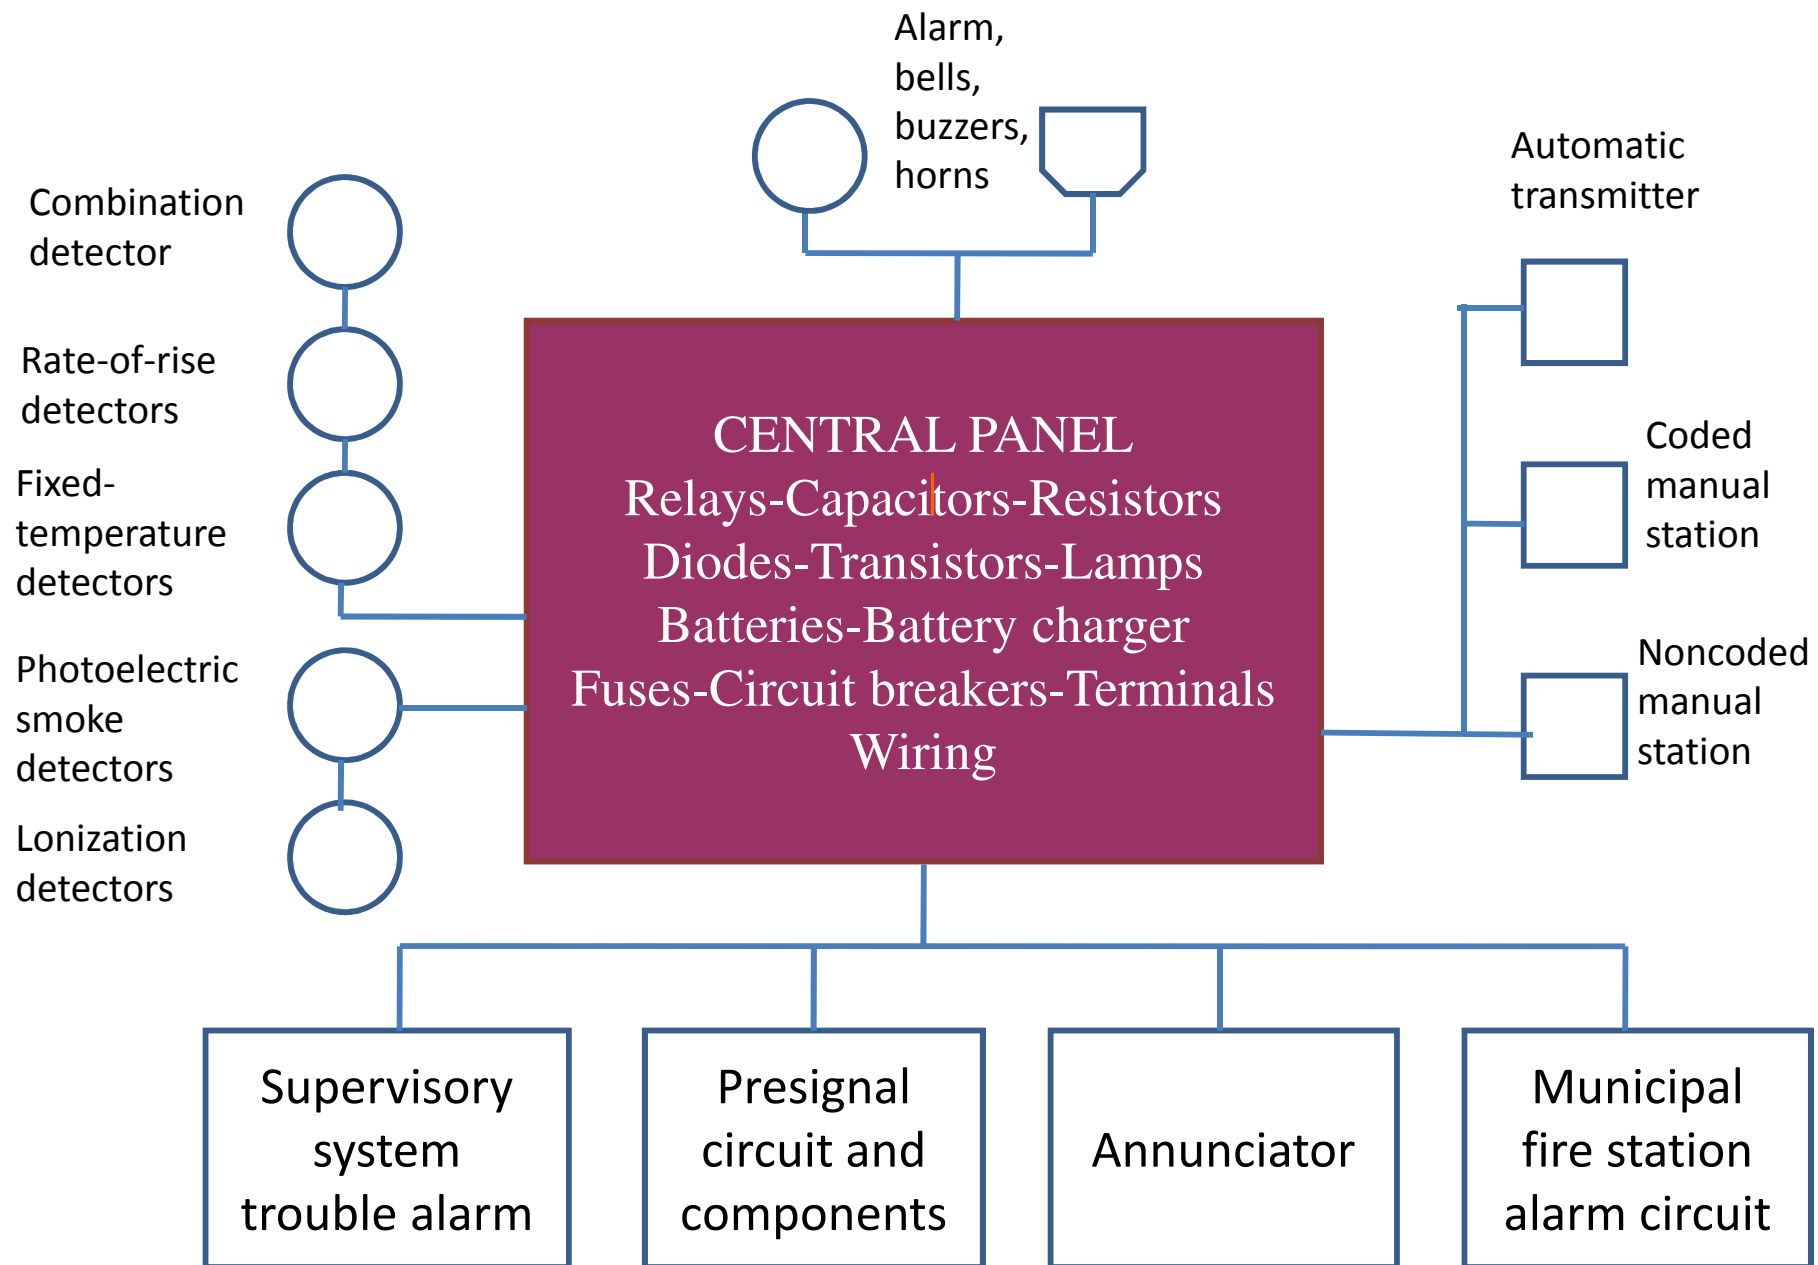 Alarm,
bells,
buzzers,
horns
Combination
detector
Rate-of-rise
detectors
Fixed-
temperature
detectors
Photoelectric
smoke
detectors
Lonization
detectors
CENTRAL PANEL
Relays-Capacitors-Resistors
Diodes-Transistors-Lamps
Batteries-Battery charger
Fuses-Circuit breakers-Terminals
Wiring
Automatic
transmitter
Coded
manual
station
Noncoded
manual
station
Supervisory
system
trouble alarm
Presignal
circuit and
components
Annunciator
Municipal
fire station
alarm circuit